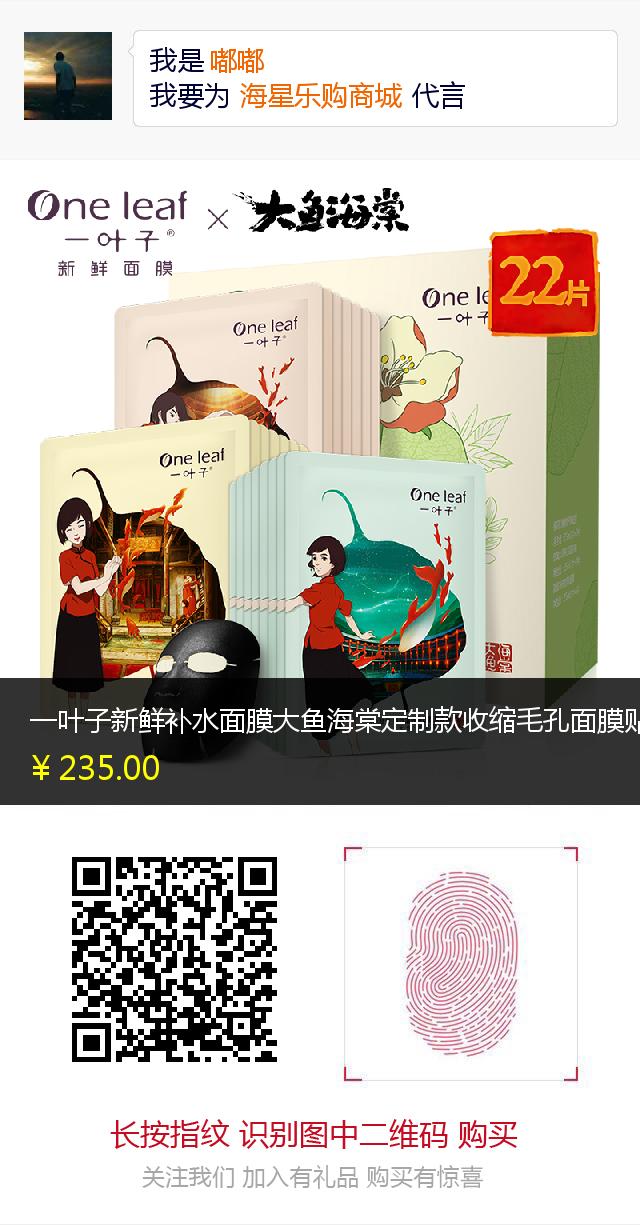 我是 嘟嘟
我要为 海星乐购商城 代言
One leaf
一叶子®
新鲜面膜
×
大鱼海棠
22片
One le
一叶子
One leaf
一叶子
One leaf
一叶子
One leaf
一叶子
一叶子新鲜补水面膜大鱼海棠定制款收缩毛孔面膜贴
¥ 235.00
长按指纹 识别图中二维码 购买
关注我们 加入有礼品 购买有惊喜